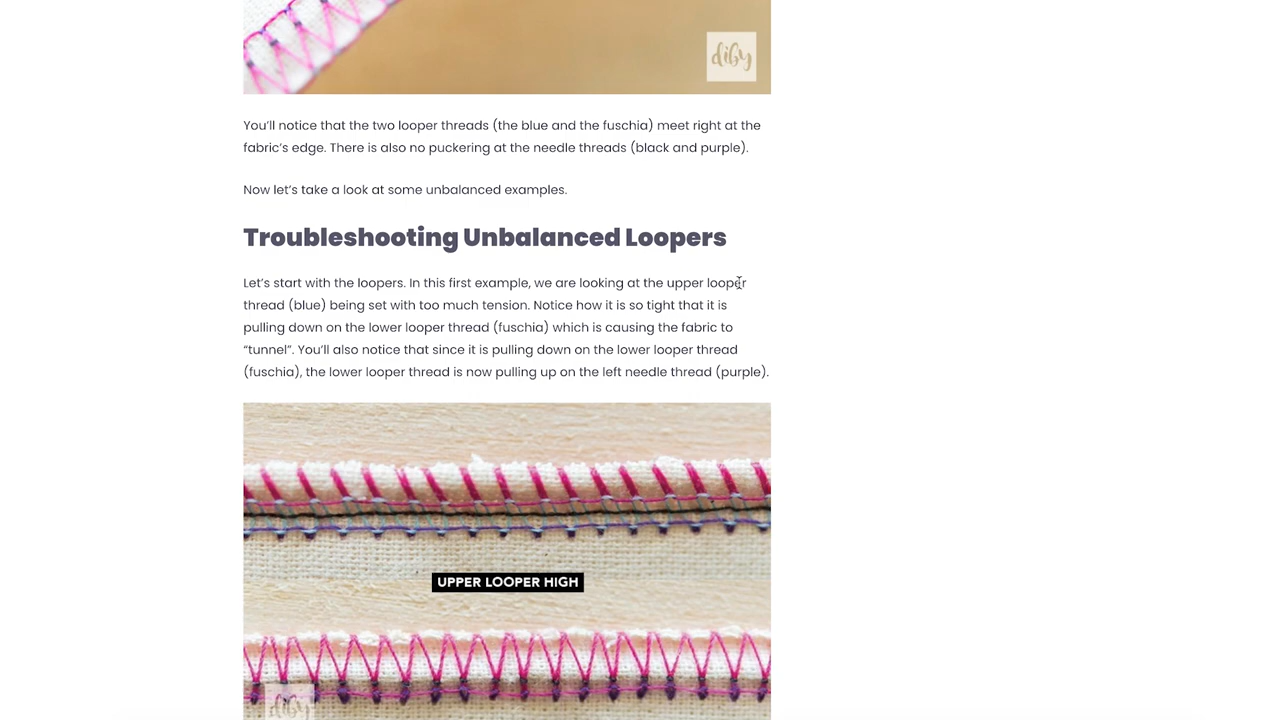 diby
You’ll notice that the two looper threads (the blue and the fuschia) meet right at the
fabric’s edge. There is also no puckering at the needle threads (black and purple).
Now let’s take a look at some unbalanced examples.
Troubleshooting Unbalanced Loopers
Let’s start with the loopers. In this first example, we are looking at the upper looper
thread (blue) being set with too much tension. Notice how it is so tight that it is
pulling down on the lower looper thread (fuschia) which is causing the fabric to
“tunnel”. You’ll also notice that since it is pulling down on the lower looper thread
(fuschia), the lower looper thread is now pulling up on the left needle thread (purple).
UPPER LOOPER HIGH
diby